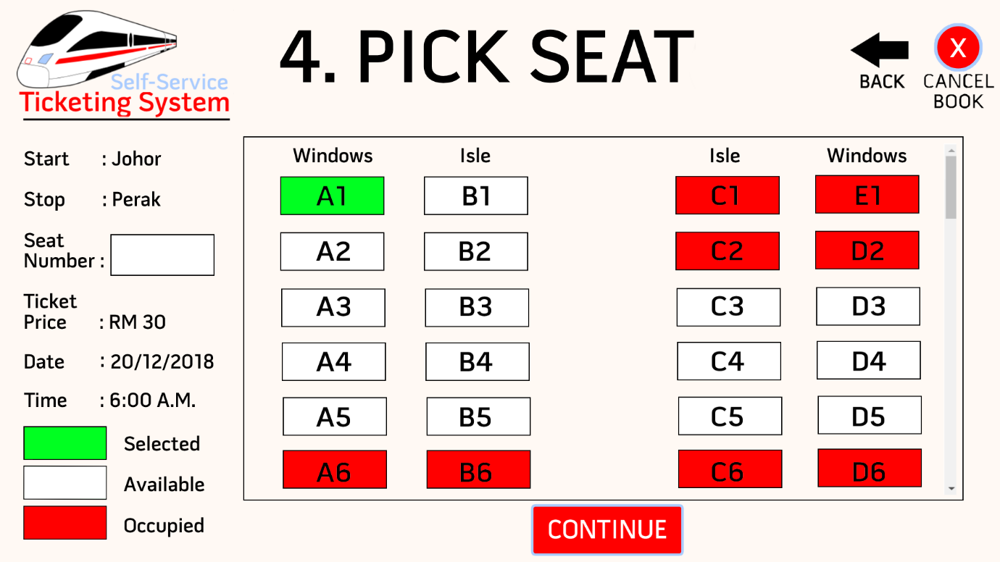 Self-Service
Ticketing System
4. PICK SEAT
BACK
X
CANCEL
BOOK
Start : Johor
Stop : Perak
Seat
Number :
Ticket
Price : RM 30
Date : 20/12/2018
Time : 6:00 A.M.
Selected
Available
Occupied
Windows Isle Isle Windows
A1 B1 C1 E1
A2 B2 C2 D2
A3 B3 C3 D3
A4 B4 C4 D4
A5 B5 C5 D5
A6 B6 C6 D6
CONTINUE